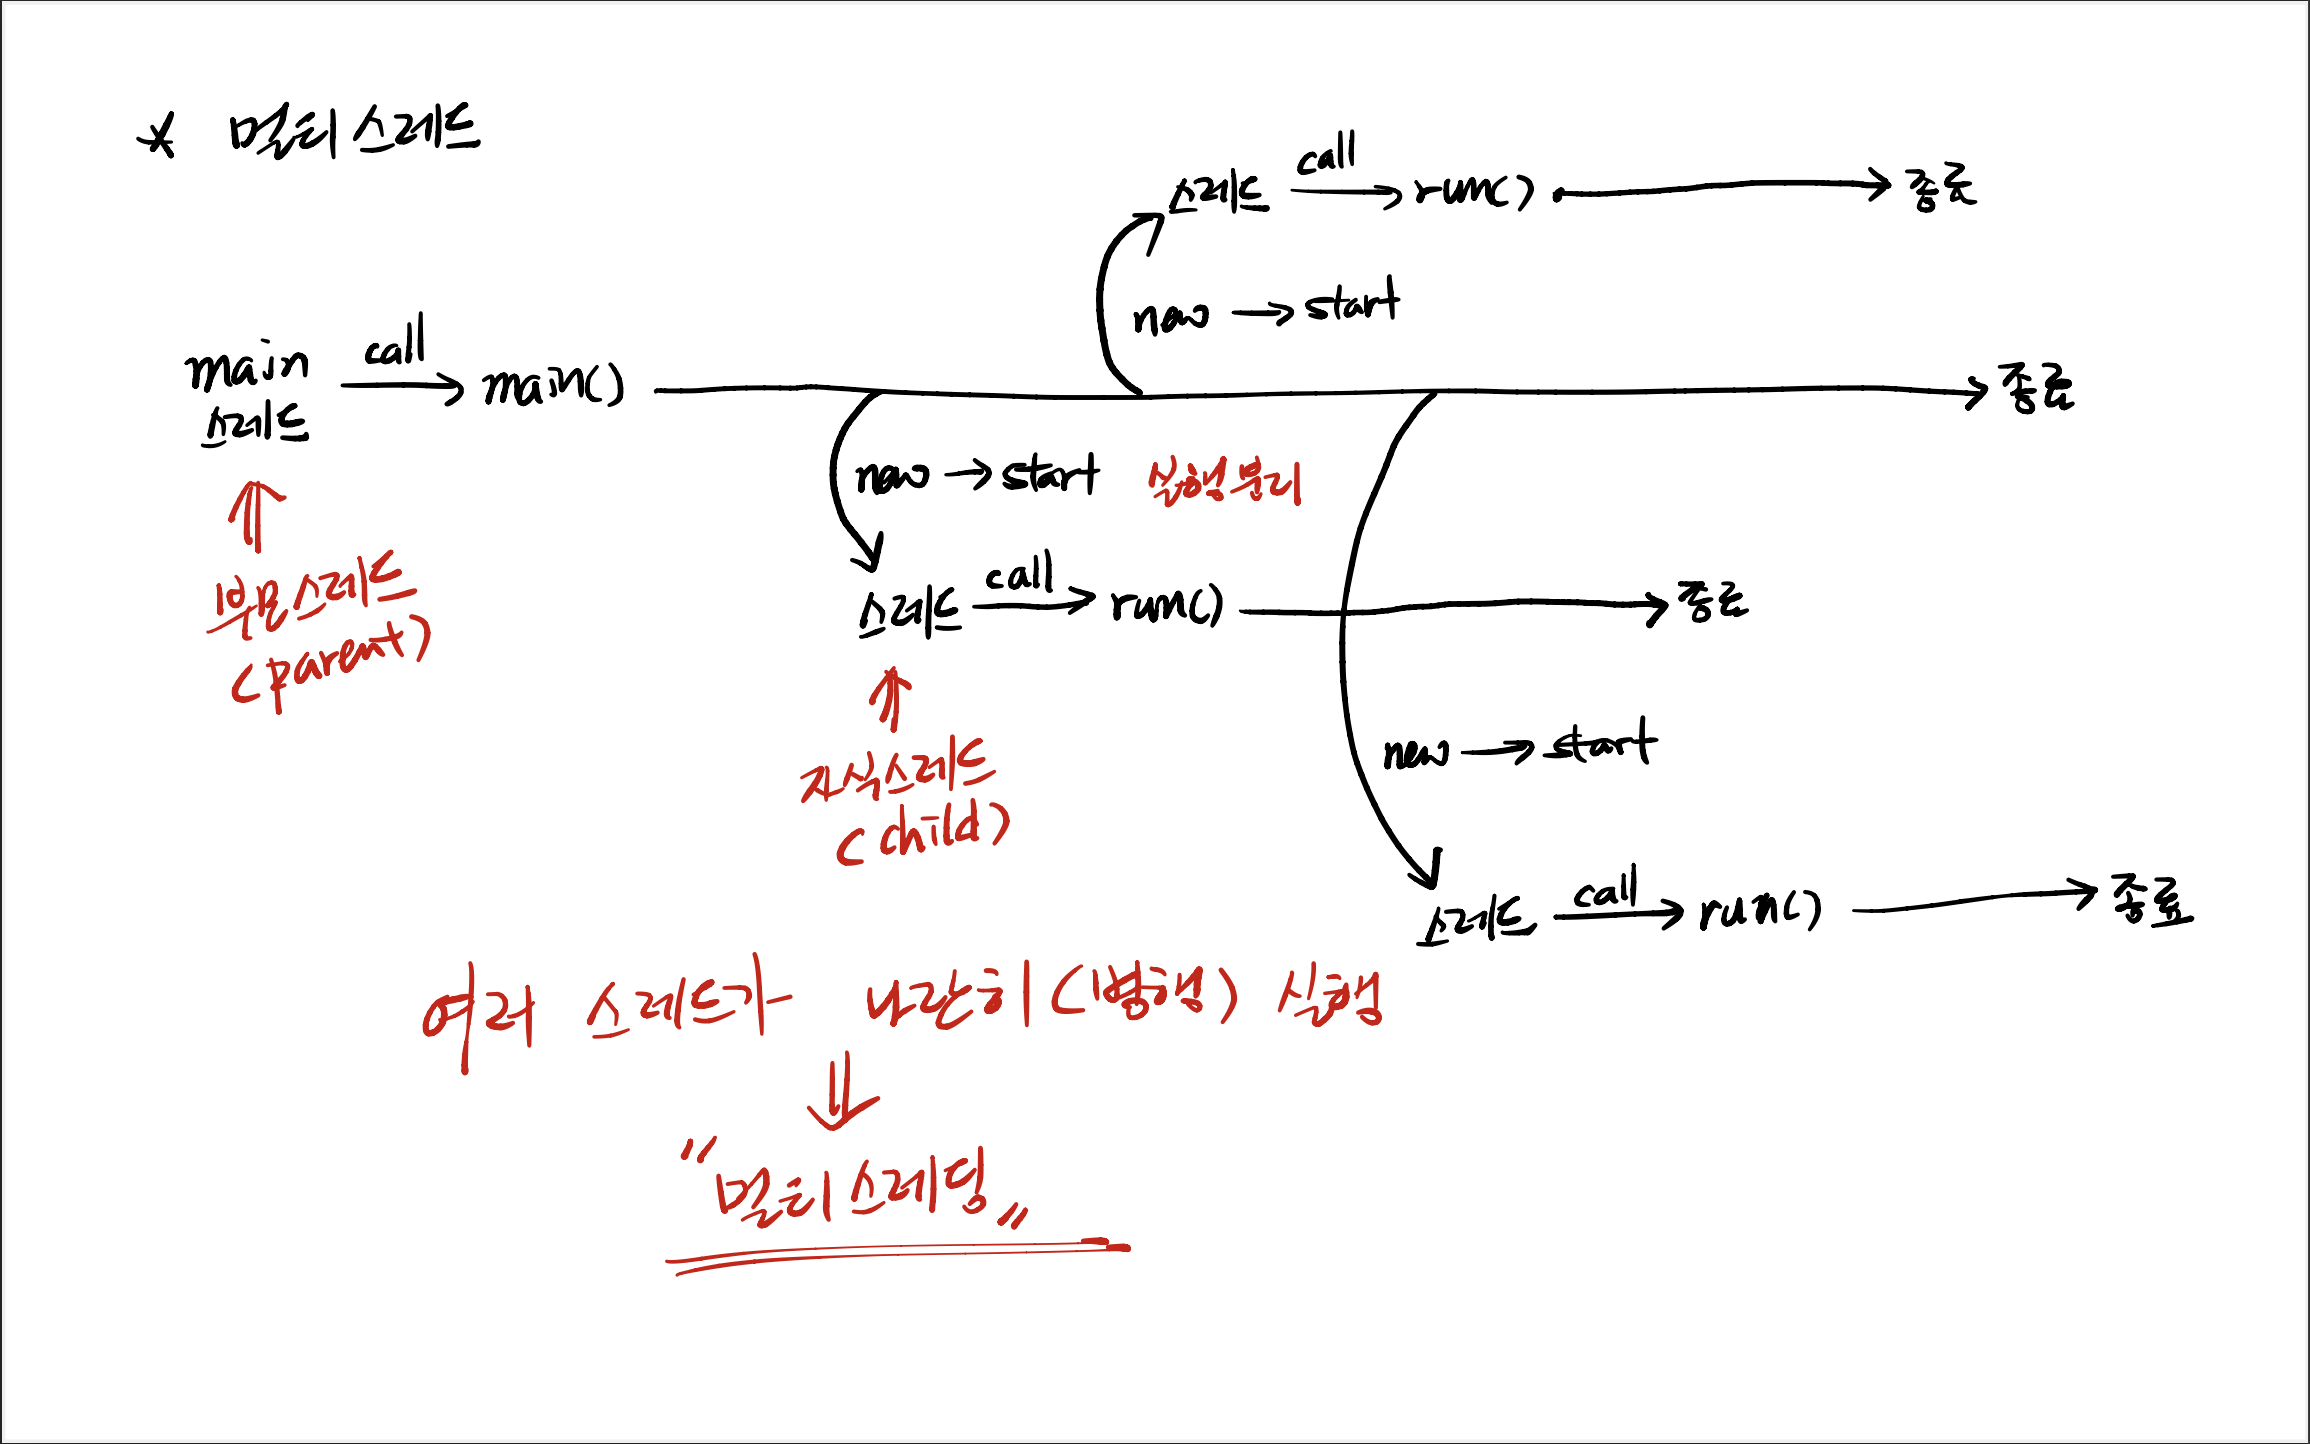 * 멀티스레드
스레드 call run() 종료
new → start
main 스레드 call main() 종료
new → start 실행분리
부모스레드
(parent)
스레드 call run() 종료
자식스레드
(child)
new → start
스레드 call run() 종료
여러 스레드가 나란히(병행) 실행
"멀티스레딩"